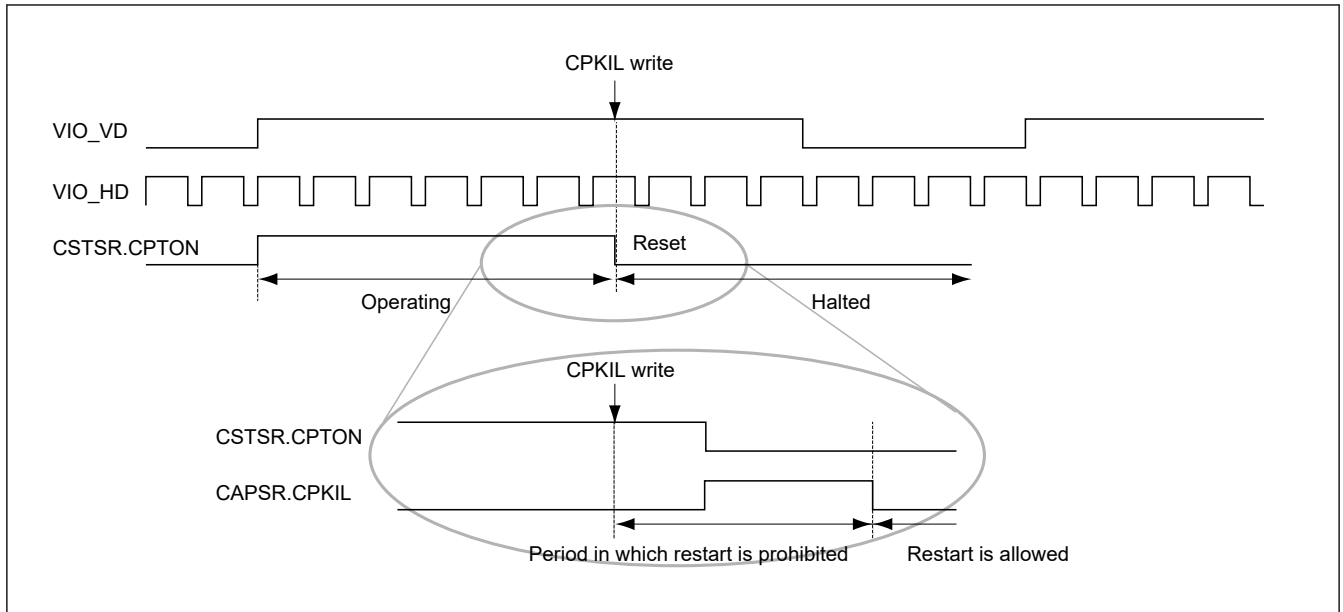 CPKIL write
VIO_VD
VIO_HD
CSTSR.CPTON
Reset
Operating
Halted
CPKIL write
CSTSR.CPTON
CAPSR.CPKIL
Period in which restart is prohibited
Restart is allowed